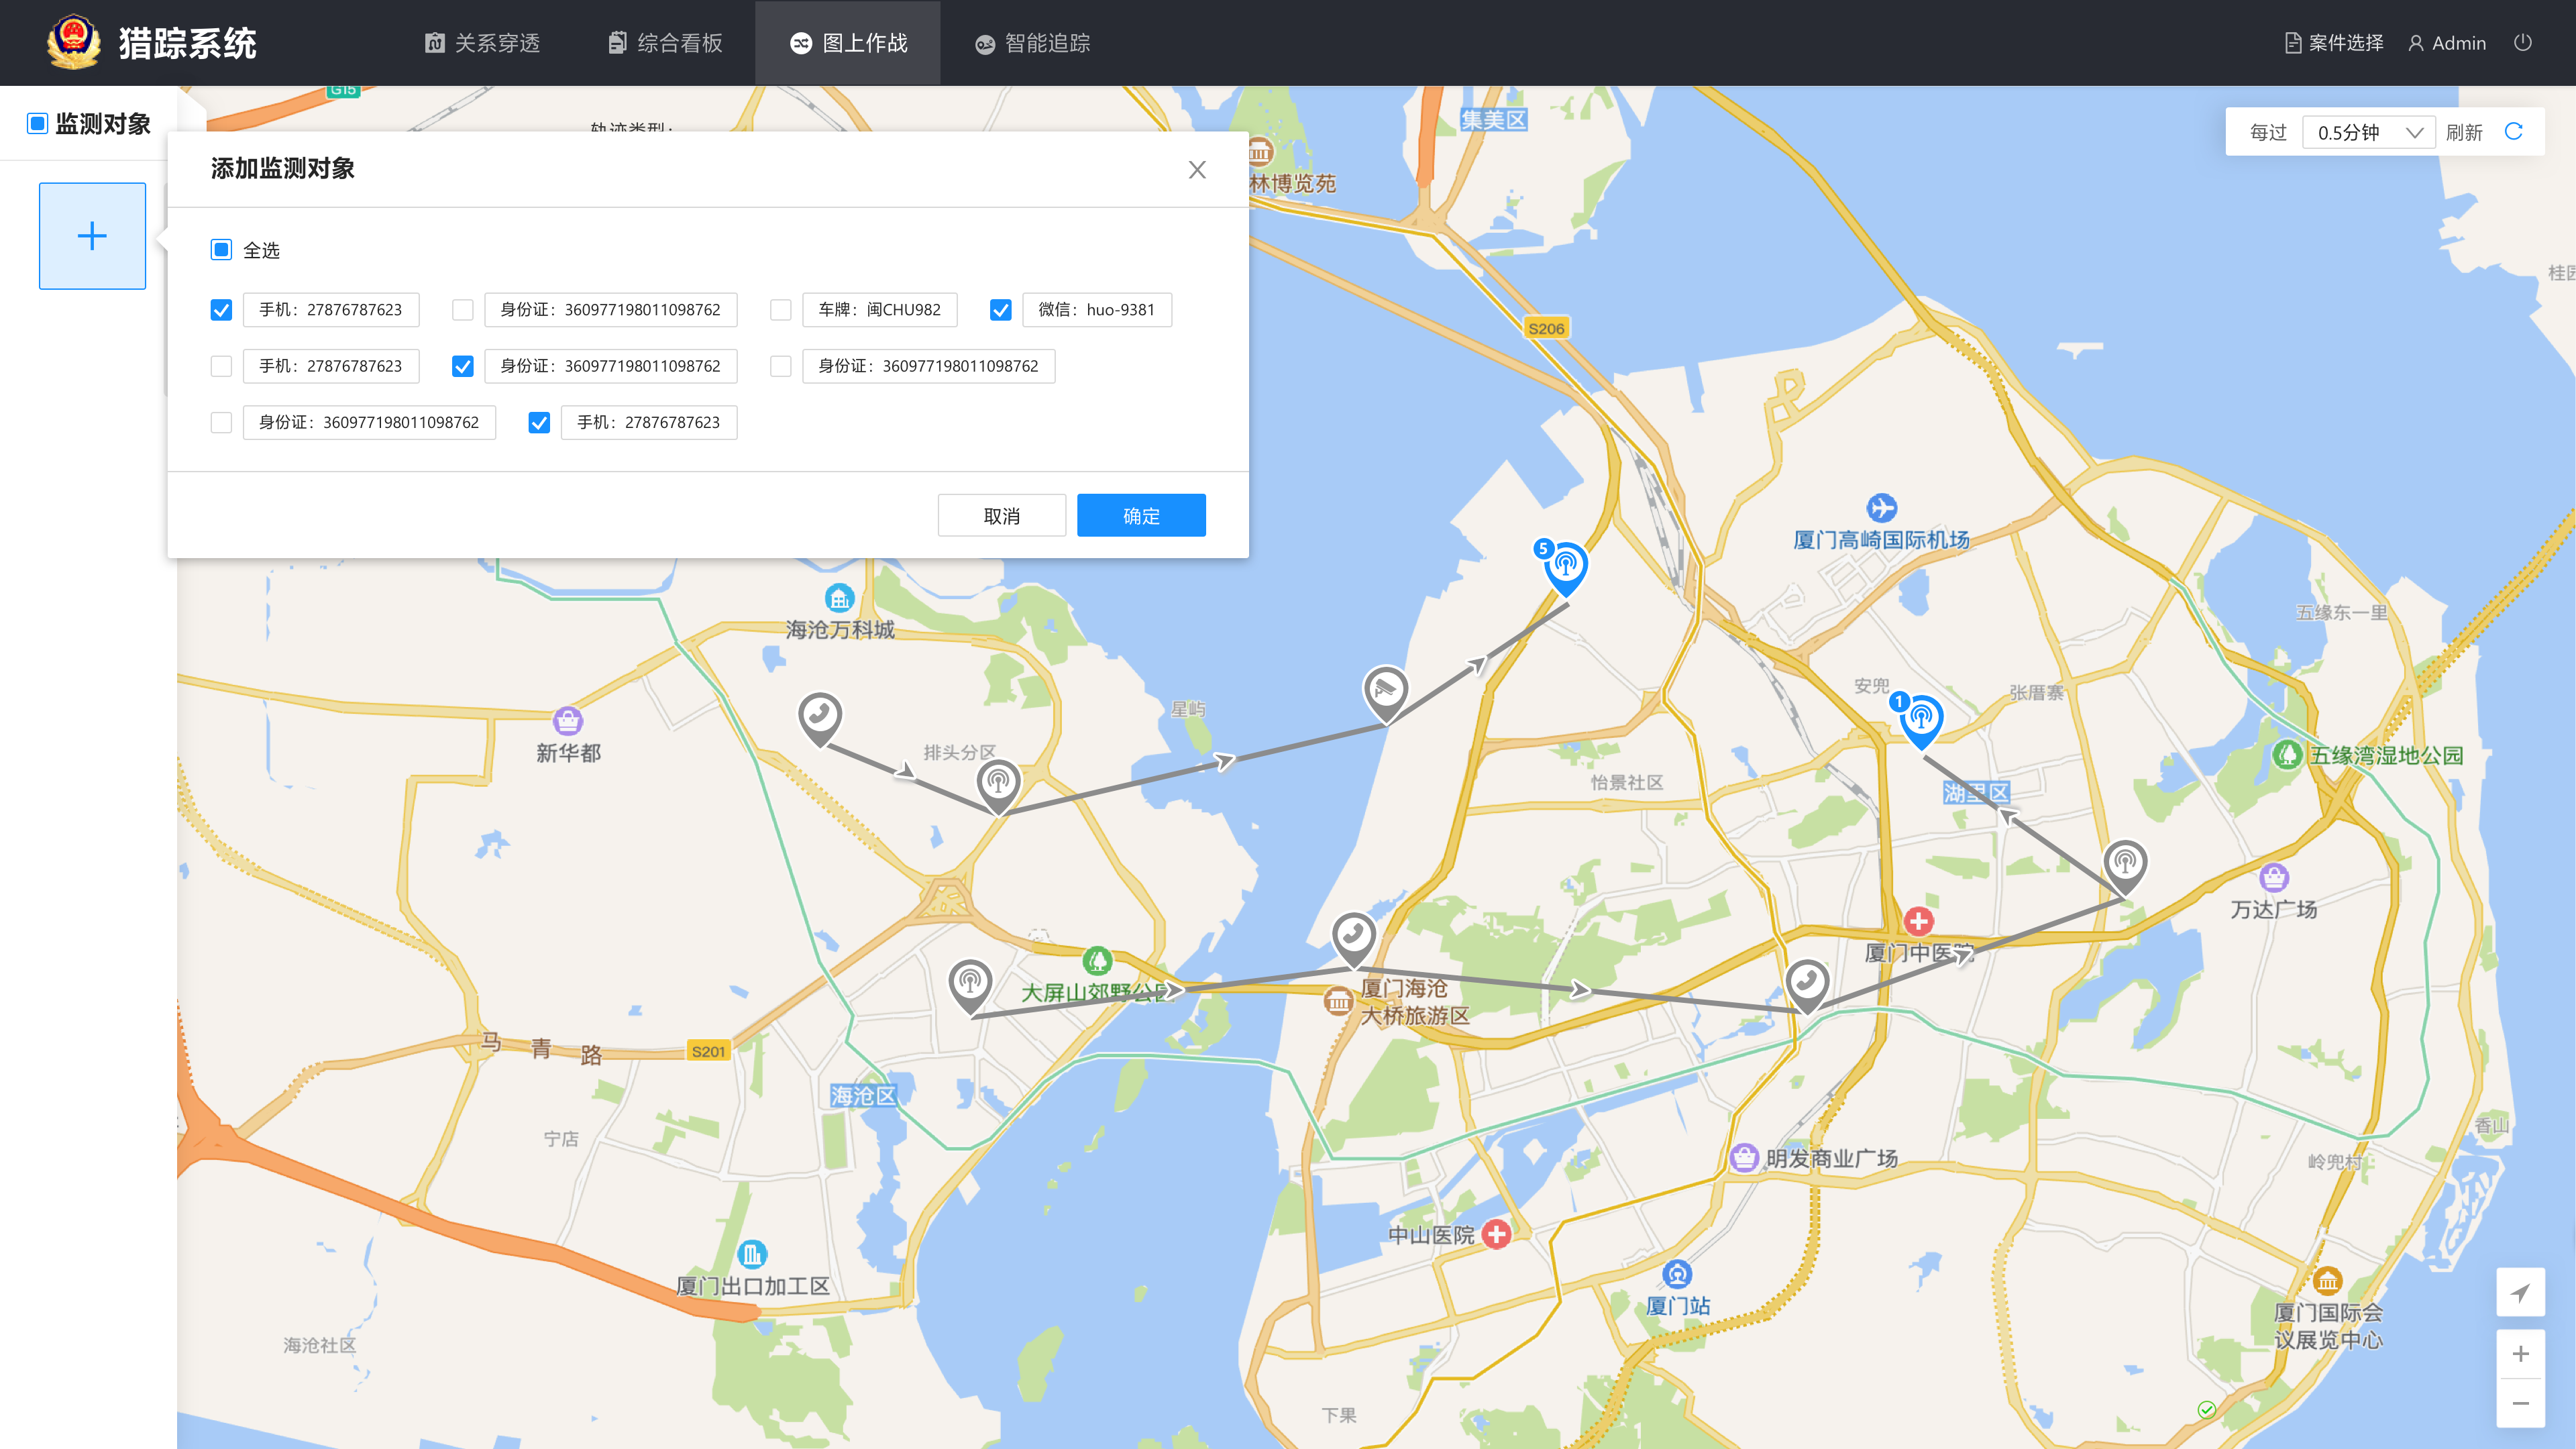 猎踪系统
关系穿透
综合看板
图上作战
智能追踪
案件选择
Admin
监测对象
G15
轨迹类型：
集美区
每过
0.5分钟
刷新
添加监测对象
林博览苑
全选
手机：27876787623
身份证：360977198011098762
车牌：闽CHU982
微信：huo-9381
手机：27876787623
身份证：360977198011098762
身份证：360977198011098762
身份证：360977198011098762
手机：27876787623
取消
确定
S206
厦门高崎国际机场
5
五缘东一里
海沧万科城
安兜
张厝寨
1
星屿
排头分区
新华都
五缘湾湿地公园
怡景社区
湖里区
万达广场
厦门中医院
大屏山郊野公园
厦门海沧
大桥旅游区
马青路
S201
海沧区
宁店
香山
岭兜村
明发商业广场
中山医院
厦门出口加工区
厦门站
厦门国际会
议展览中心
海沧社区
下果